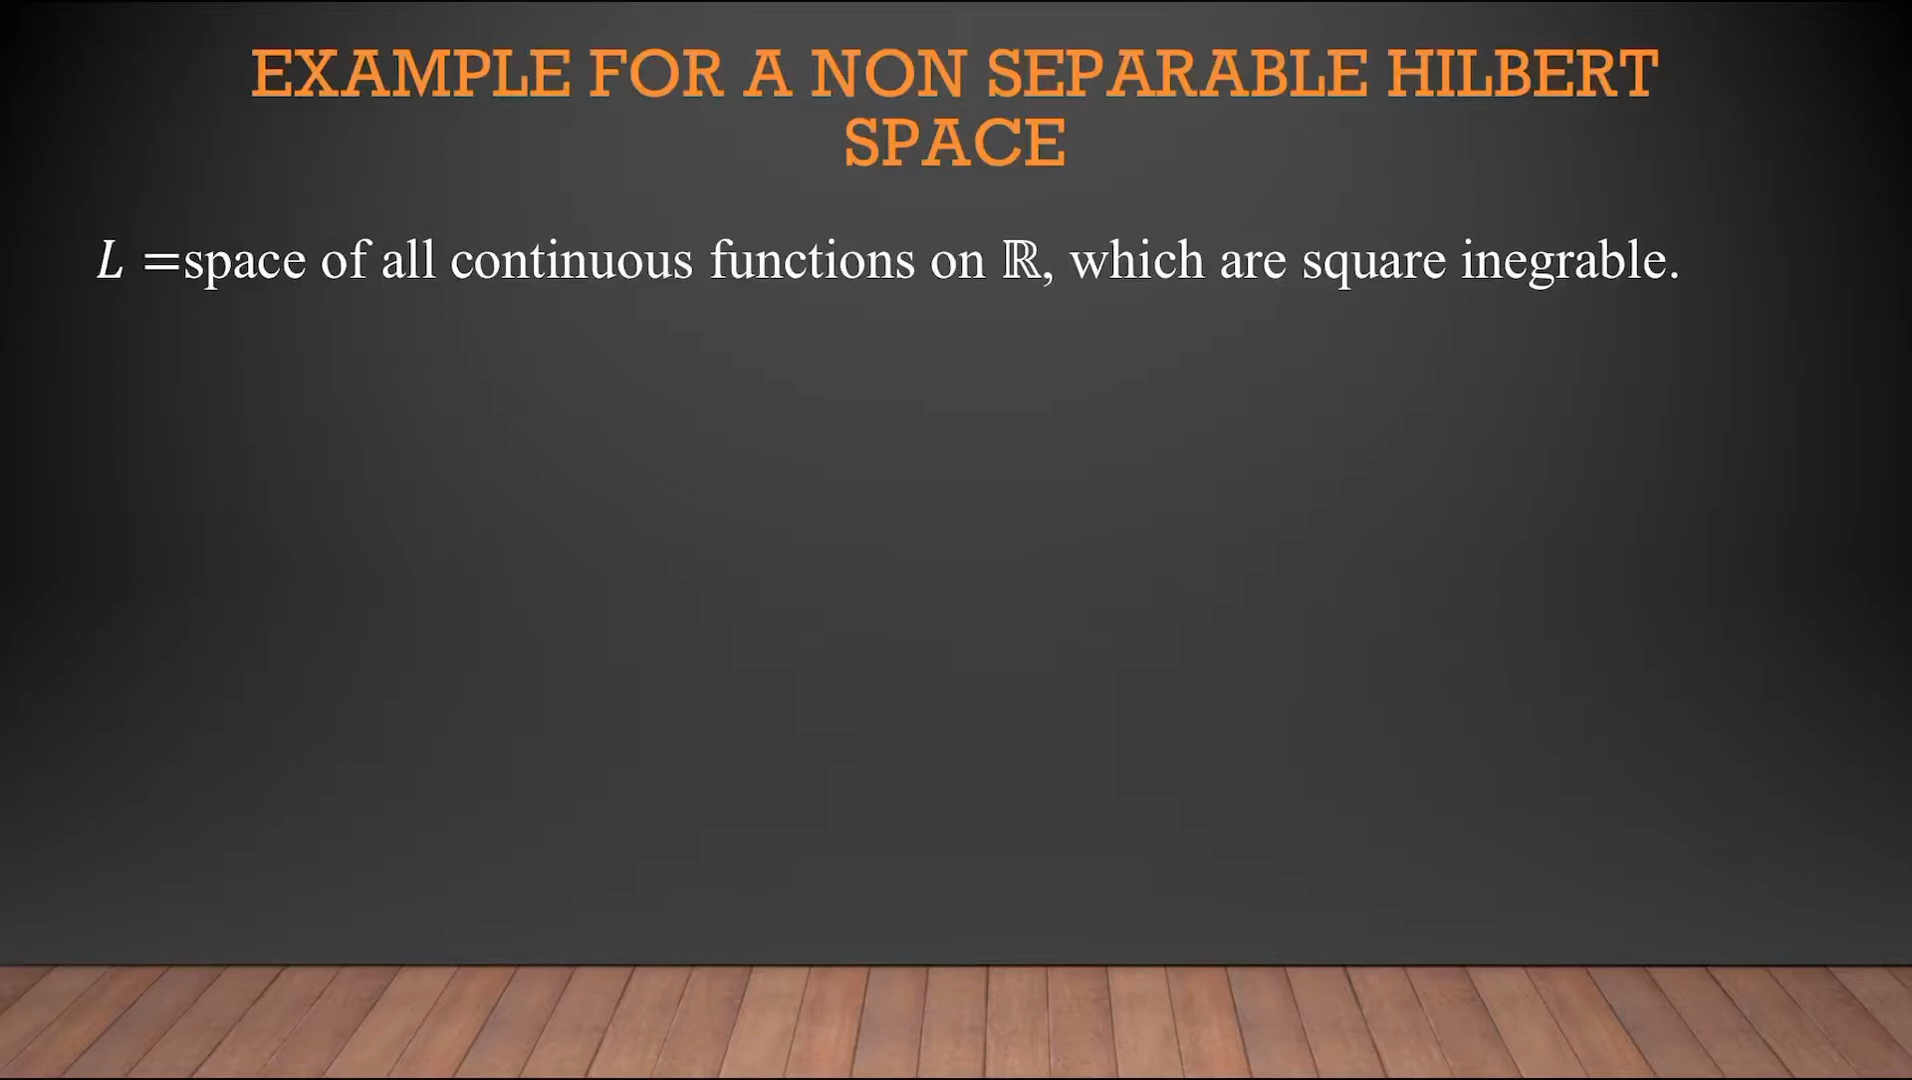 EXAMPLE FOR A NON SEPARABLE HILBERT
SPACE
L =space of all continuous functions on ℝ, which are square inegrable.